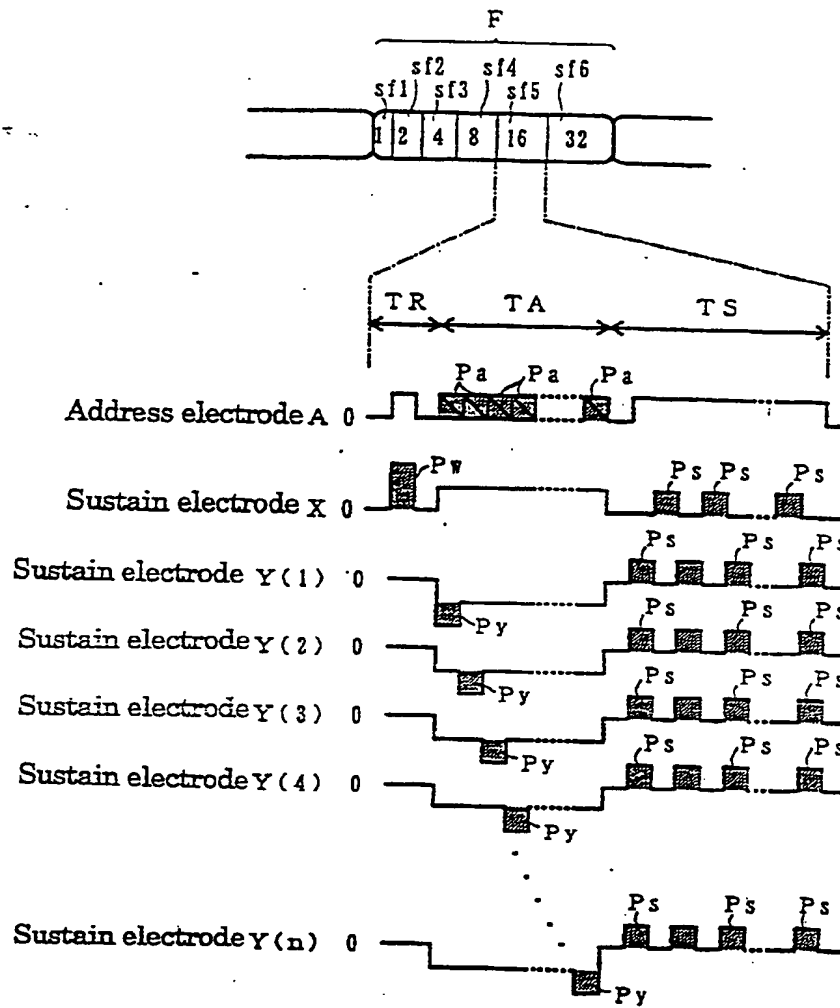 F
sf2 sf4 sf6
sf1 sf3 sf5
1 2 4 8 16 32
TR TA TS
Pa Pa Pa
Address electrode A 0
Pw Ps Ps Ps
Sustain electrode X 0
Ps Ps Ps
Sustain electrode Y(1) 0
Py
Ps Ps Ps
Sustain electrode Y(2) 0
Py
Ps Ps Ps
Sustain electrode Y(3) 0
Py
Ps Ps Ps
Sustain electrode Y(4) 0
Py
Ps Ps Ps
Sustain electrode Y(n) 0
Py